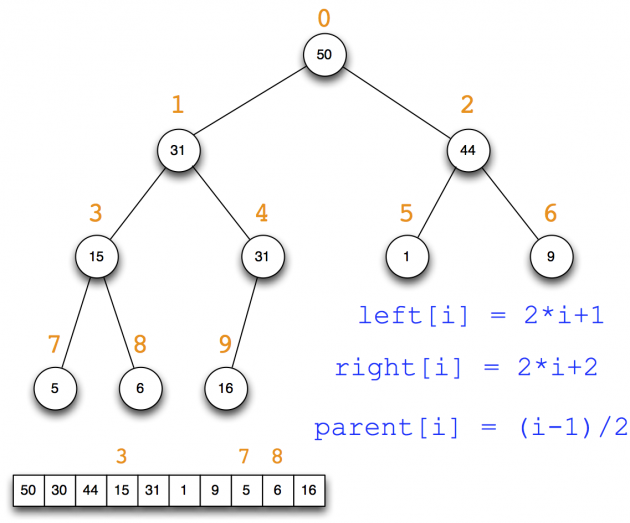 0
50
1 2
31 44
3 4 5 6
15 31 1 9
left[i] = 2*i+1
7 8 9
right[i] = 2*i+2
5 6 16
parent[i] = (i-1)/2
3 7 8
50 30 44 15 31 1 9 5 6 16